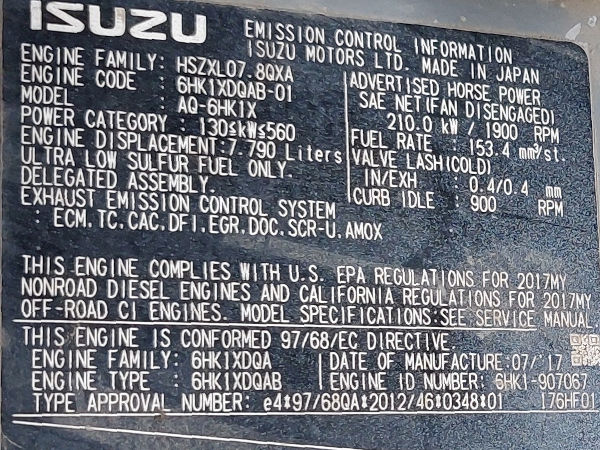 ISUZU
EMISSION CONTROL INFORMATION
ISUZU MOTORS LTD. MADE IN JAPAN
ENGINE FAMILY: HSZXL07.8QXA
ENGINE CODE : 6HK1XDQAB-01
MODEL : AQ-6HK1X
POWER CATEGORY : 130≤kW≤560
ENGINE DISPLACEMENT:7.790 Liters
ULTRA LOW SULFUR FUEL ONLY.
DELEGATED ASSEMBLY.
EXHAUST EMISSION CONTROL SYSTEM
: ECM.TC.CAC.DFI.EGR.DOC.SCR-U.AMOX
ADVERTISED HORSE POWER
SAE NET(FAN DISENGAGED)
210.0 kW / 1900 RPM
FUEL RATE : 153.4 mm³/st.
VALVE LASH(COLD)
IN/EXH : 0.4/0.4 mm
CURB IDLE : 900 RPM
THIS ENGINE COMPLIES WITH U.S. EPA REGULATIONS FOR 2017MY
NONROAD DIESEL ENGINES AND CALIFORNIA REGULATIONS FOR 2017MY
OFF-ROAD CI ENGINES. MODEL SPECIFICATIONS:SEE SERVICE MANUAL
THIS ENGINE IS CONFORMED 97/68/EC DIRECTIVE.
ENGINE FAMILY: 6HK1XDQA DATE OF MANUFACTURE:07/'17
ENGINE TYPE : 6HK1XDQAB ENGINE ID NUMBER: 6HK1-907067
TYPE APPROVAL NUMBER: e4*97/68QA*2012/46*0348*01 176HF01